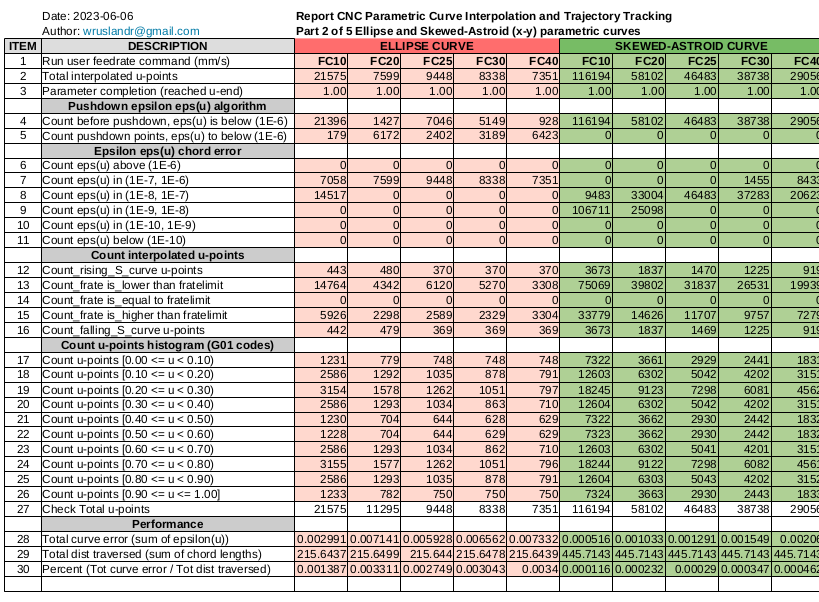 Date: 2023-06-06 Report CNC Parametric Curve Interpolation and Trajectory Tracking
Author: wruslandr@gmail.com Part 2 of 5 Ellipse and Skewed-Astroid (x-y) parametric curves
ITEM DESCRIPTION ELLIPSE CURVE SKEWED-ASTROID CURVE
1 Run user feedrate command (mm/s) FC10 FC20 FC25 FC30 FC40 FC10 FC20 FC25 FC30 FC40
2 Total interpolated u-points 21575 7599 9448 8338 7351 116194 58102 46483 38738 29056
3 Parameter completion (reached u-end) 1.00 1.00 1.00 1.00 1.00 1.00 1.00 1.00 1.00 1.00
Pushdown epsilon eps(u) algorithm
4 Count before pushdown, eps(u) is below (1E-6) 21396 1427 7046 5149 928 116194 58102 46483 38738 29056
5 Count pushdown points, eps(u) to below (1E-6) 179 6172 2402 3189 6423 0 0 0 0 0
Epsilon eps(u) chord error
6 Count eps(u) above (1E-6) 0 0 0 0 0 0 0 0 0 0
7 Count eps(u) in (1E-7, 1E-6) 7058 7599 9448 8338 7351 0 0 0 1455 8433
8 Count eps(u) in (1E-8, 1E-7) 14517 0 0 0 0 9483 33004 46483 37283 20623
9 Count eps(u) in (1E-9, 1E-8) 0 0 0 0 0 106711 25098 0 0 0
10 Count eps(u) in (1E-10, 1E-9) 0 0 0 0 0 0 0 0 0 0
11 Count eps(u) below (1E-10) 0 0 0 0 0 0 0 0 0 0
Count interpolated u-points
12 Count_rising_S_curve u-points 443 480 370 370 370 3673 1837 1470 1225 919
13 Count_frate is_lower than fratelimit 14764 4342 6120 5270 3308 75069 39802 31837 26531 19939
14 Count_frate is_equal to fratelimit 0 0 0 0 0 0 0 0 0 0
15 Count_frate is_higher than fratelimit 5926 2298 2589 2329 3304 33779 14626 11707 9757 7279
16 Count_falling_S_curve u-points 442 479 369 369 369 3673 1837 1469 1225 919
Count u-points histogram (G01 codes)
17 Count u-points [0.00 <= u < 0.10) 1231 779 748 748 748 7322 3661 2929 2441 1831
18 Count u-points [0.10 <= u < 0.20) 2586 1292 1035 878 791 12603 6302 5042 4202 3151
19 Count u-points [0.20 <= u < 0.30) 3154 1578 1262 1051 797 18245 9123 7298 6081 4562
20 Count u-points [0.30 <= u < 0.40) 2586 1293 1034 863 710 12604 6302 5042 4202 3151
21 Count u-points [0.40 <= u < 0.50) 1230 704 644 628 629 7322 3662 2930 2442 1832
22 Count u-points [0.50 <= u < 0.60) 1228 704 644 629 629 7323 3662 2930 2442 1832
23 Count u-points [0.60 <= u < 0.70) 2586 1293 1034 862 710 12603 6302 5041 4201 3151
24 Count u-points [0.70 <= u < 0.80) 3155 1577 1262 1051 796 18244 9122 7298 6082 4561
25 Count u-points [0.80 <= u < 0.90) 2586 1293 1035 878 791 12604 6303 5043 4202 3152
26 Count u-points [0.90 <= u <= 1.00] 1233 782 750 750 750 7324 3663 2930 2443 1833
27 Check Total u-points 21575 11295 9448 8338 7351 116194 58102 46483 38738 29056
Performance
28 Total curve error (sum of epsilon(u)) 0.002991 0.007141 0.005928 0.006562 0.007332 0.000516 0.001033 0.001291 0.001549 0.00206
29 Total dist traversed (sum of chord lengths) 215.6437 215.6499 215.644 215.6478 215.6439 445.7143 445.7143 445.7143 445.7143 445.7143
30 Percent (Tot curve error / Tot dist traversed) 0.001387 0.003311 0.002749 0.003043 0.0034 0.000116 0.000232 0.00029 0.000347 0.000462